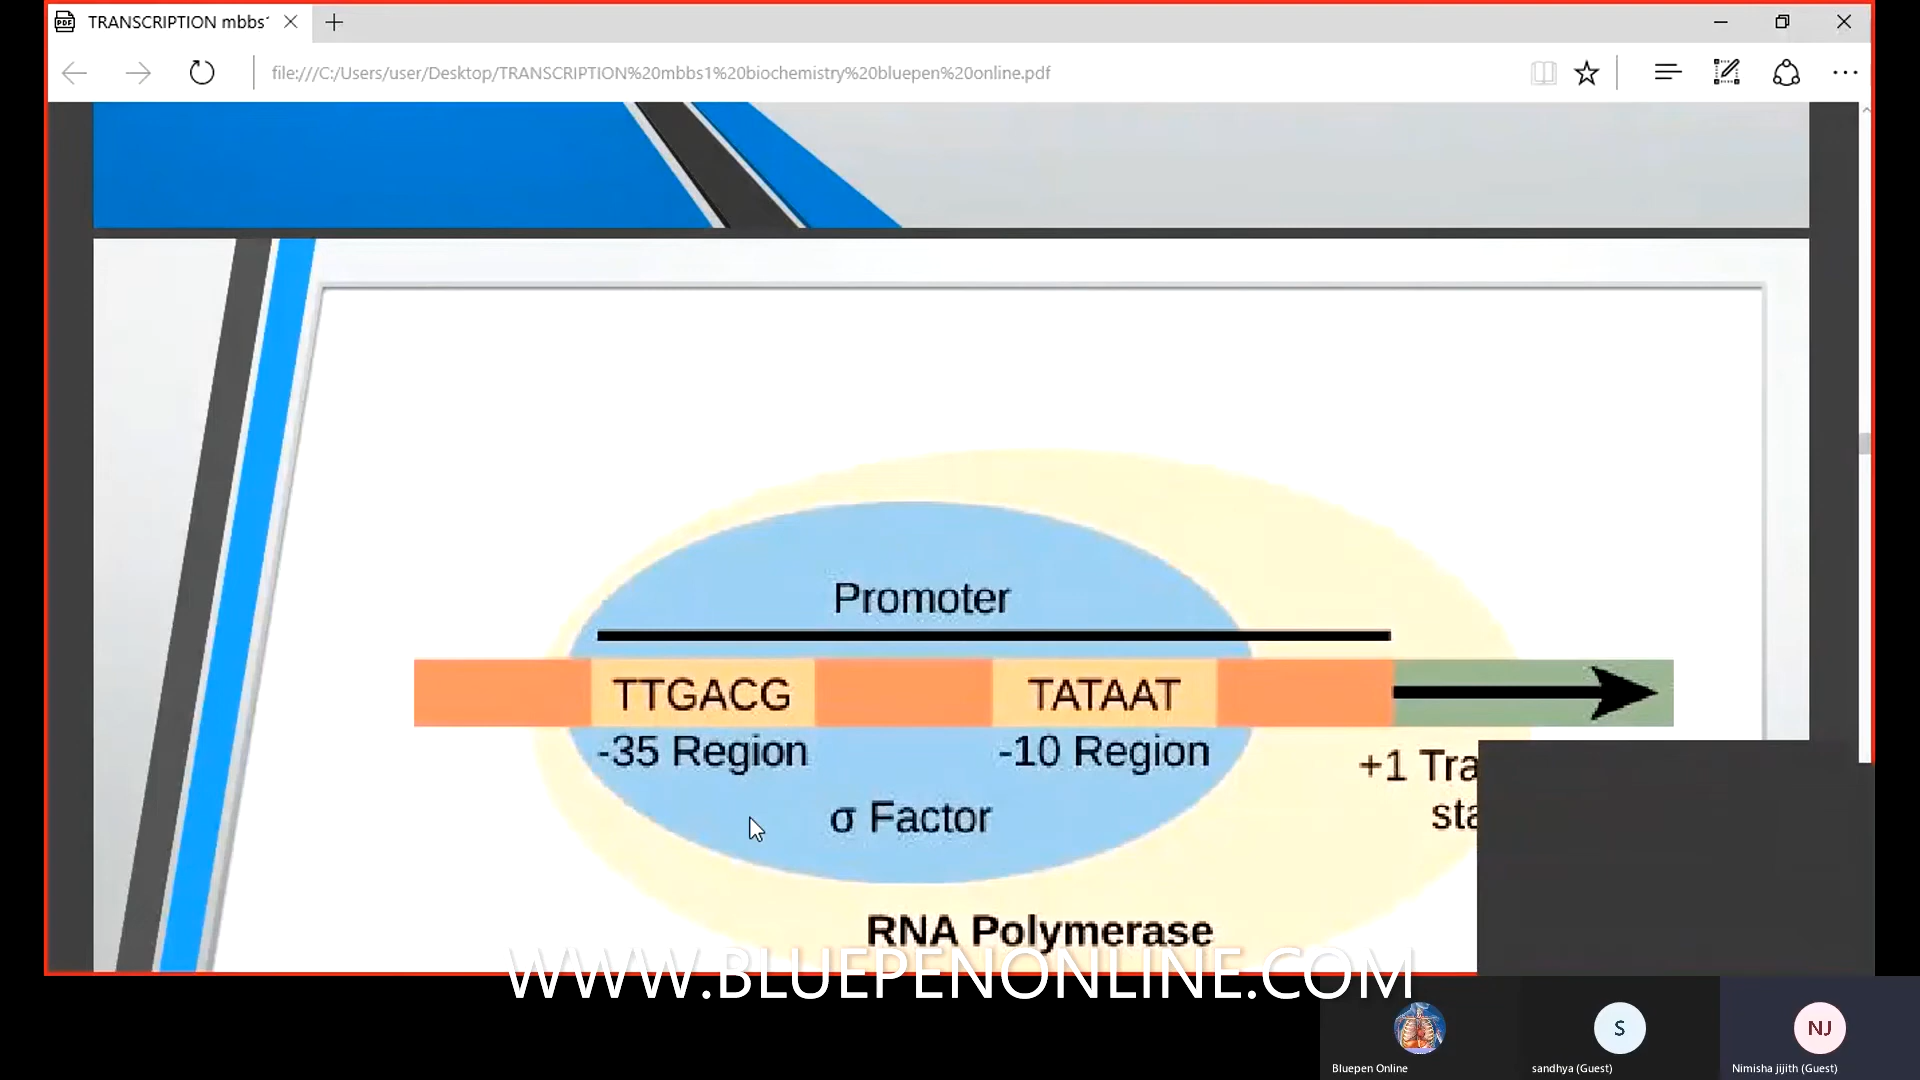 TRANSCRIPTION mbbs1
file:///C:/Users/user/Desktop/TRANSCRIPTION%20mbbs1%20biochemistry%20bluepen%20online.pdf
Promoter
TTGACG
TATAAT
-35 Region
-10 Region
+1 Tra
sta
σ Factor
RNA Polymerase
WWW.BLUEPENONLINE.COM
S
NJ
Bluepen Online
sandhya (Guest)
Nimisha jijith (Guest)